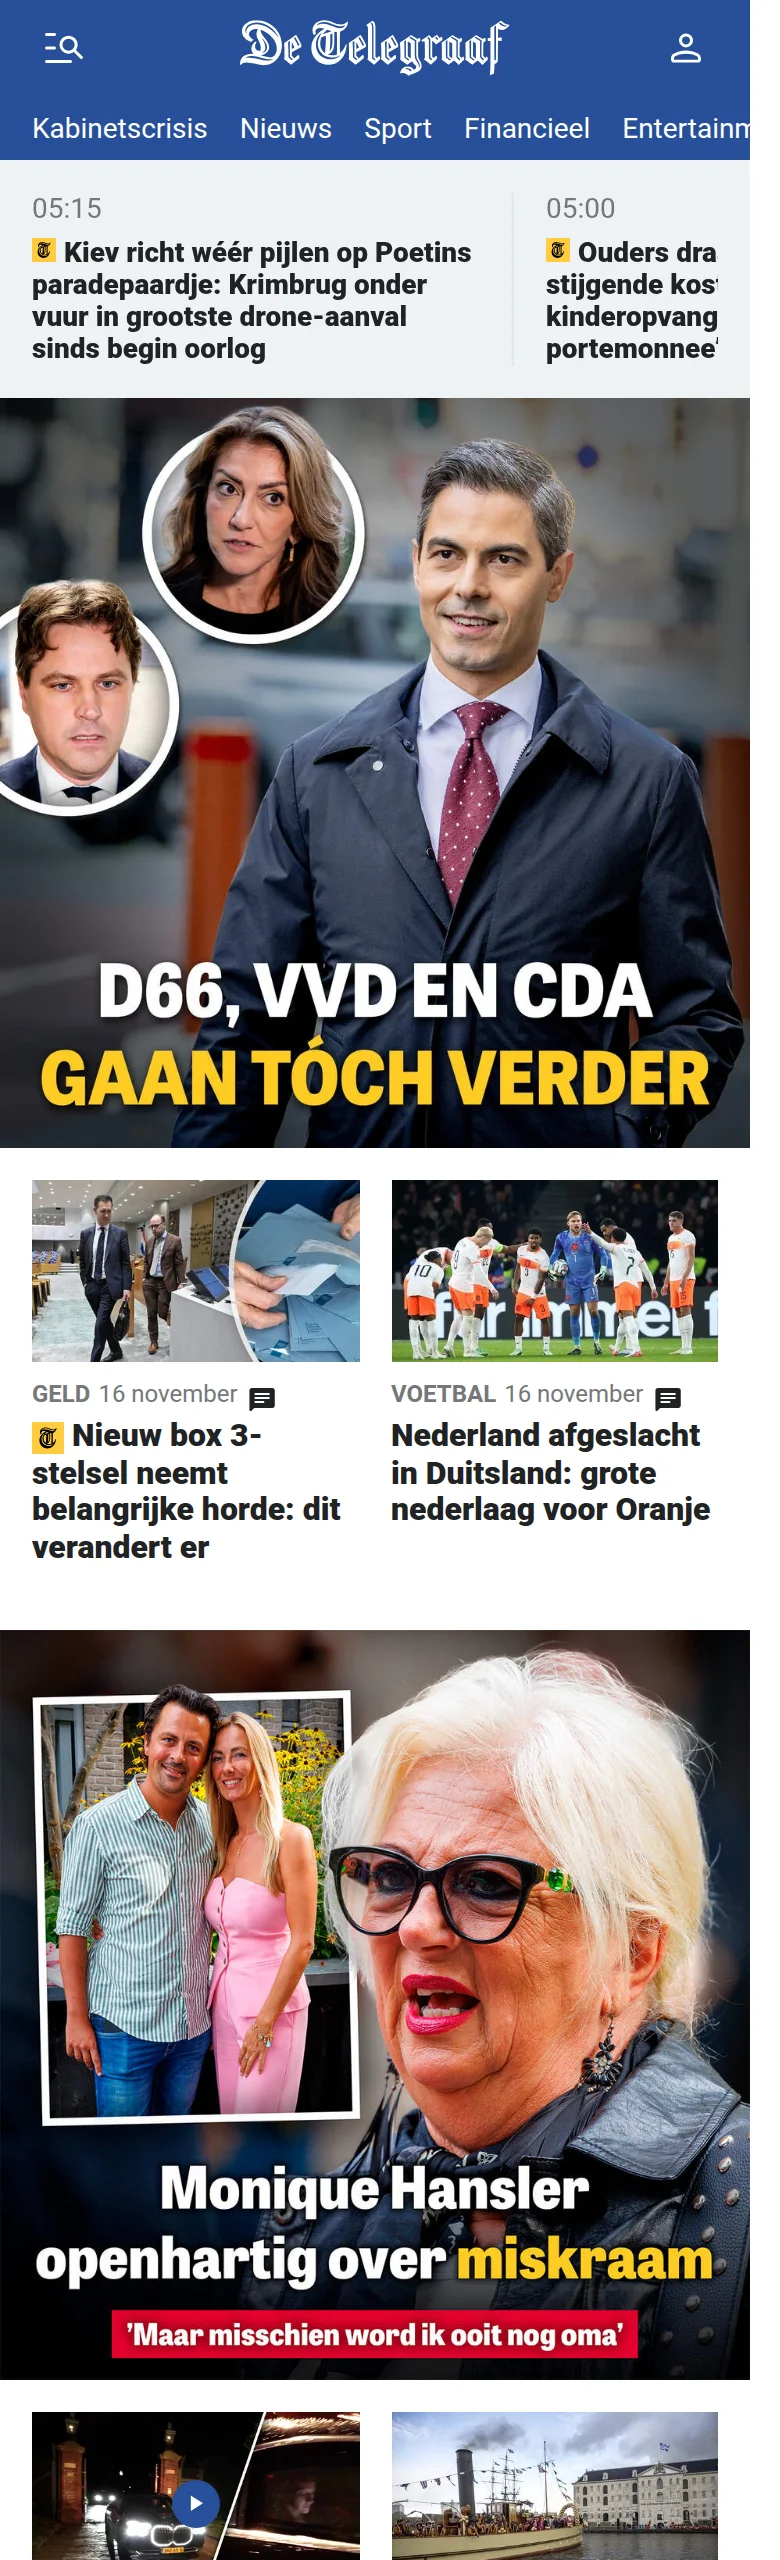 De Telegraaf
Kabinetscrisis Nieuws Sport Financieel Entertainm
05:15
Kiev richt wéér pijlen op Poetins
paradepaardje: Krimbrug onder
vuur in grootste drone-aanval
sinds begin oorlog
05:00
Ouders dra
stijgende kos
kinderopvang
portemonnee'
D66, VVD EN CDA
GAAN TÓCH VERDER
GELD 16 november
Nieuw box 3-
stelsel neemt
belangrijke horde: dit
verandert er
VOETBAL 16 november
Nederland afgeslacht
in Duitsland: grote
nederlaag voor Oranje
Monique Hansler
openhartig over miskraam
'Maar misschien word ik ooit nog oma'